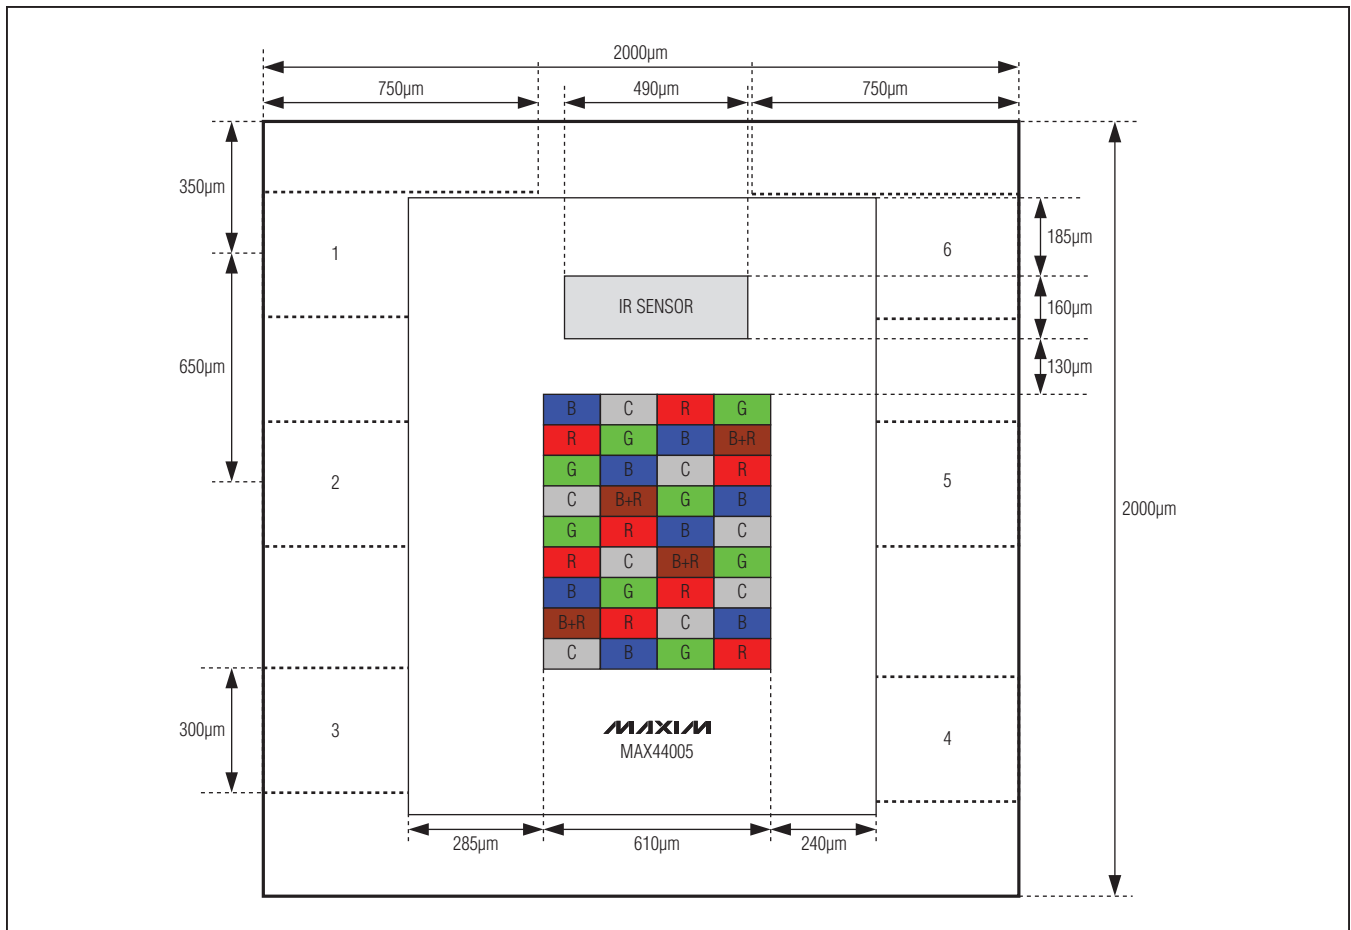 2000µm
750µm 490µm 750µm
350µm
185µm
1 6
IR SENSOR 160µm
650µm 130µm
B C R G
R G B B+R
G B C R
2 5
C B+R G B
2000µm
G R B C
R C B+R G
B G R C
B+R R C B
C B G R
300µm 3 4
MAXIM
MAX44005
285µm 610µm 240µm